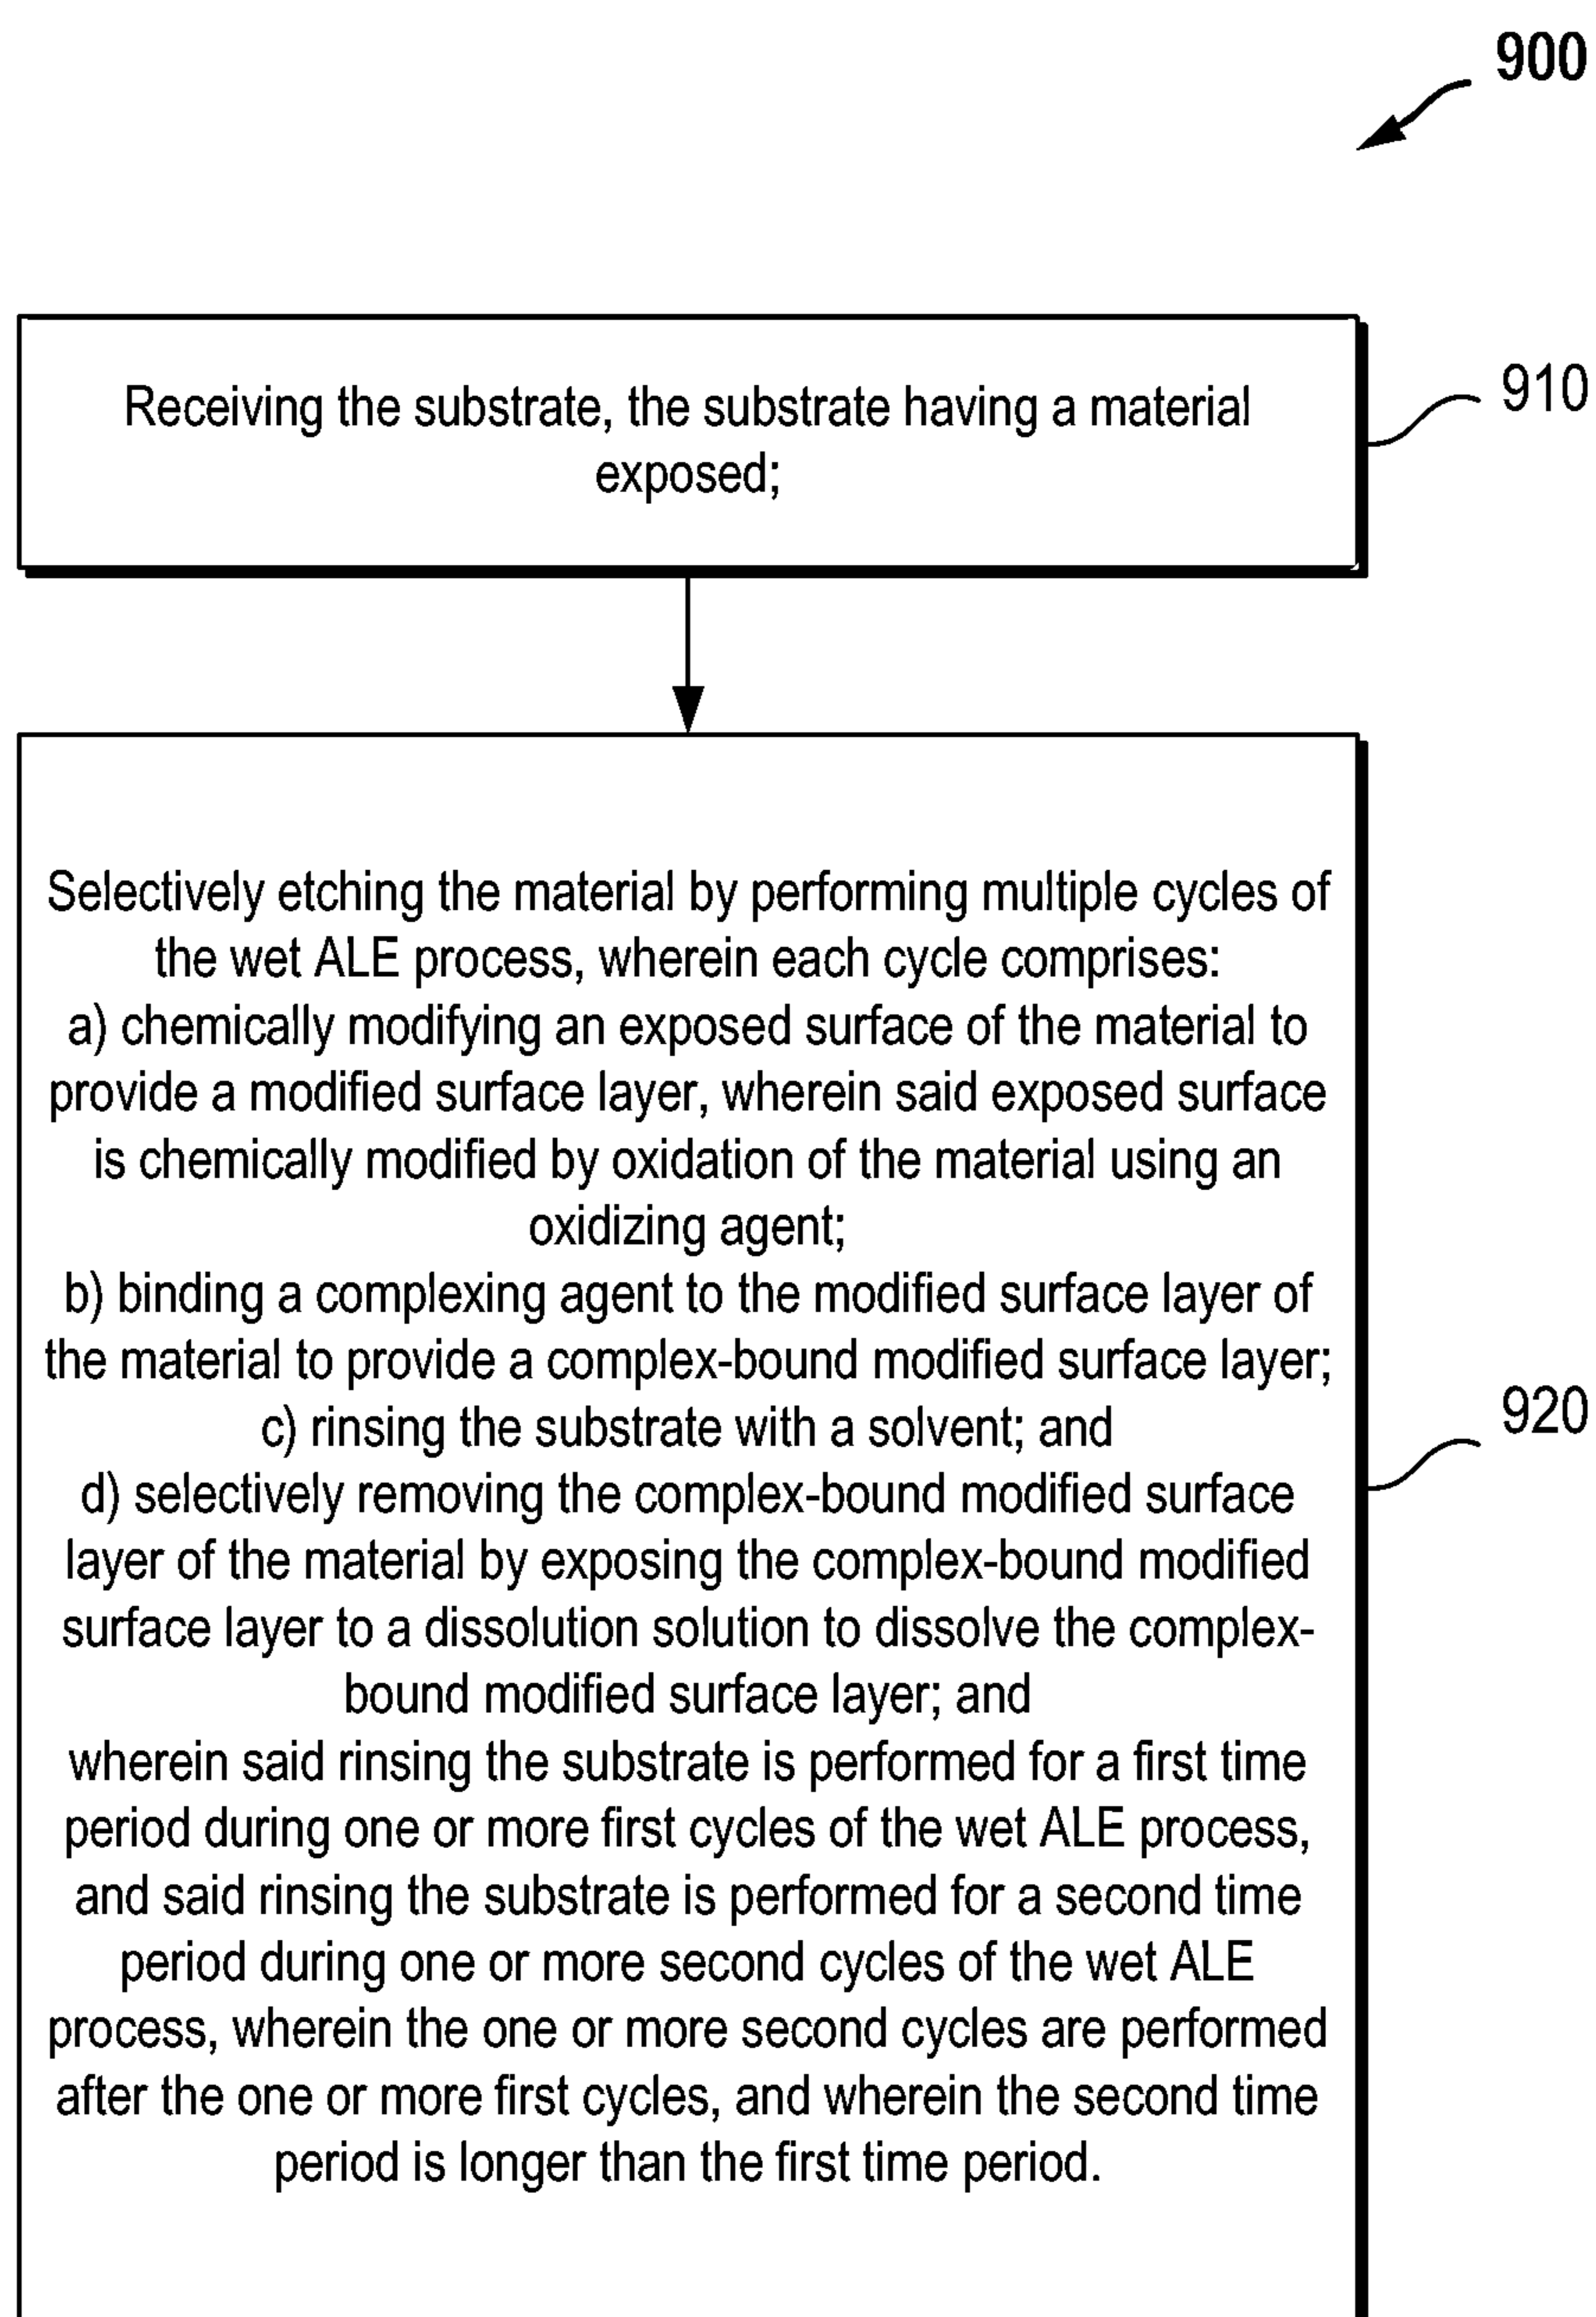 900
Receiving the substrate, the substrate having a material
exposed;
910
Selectively etching the material by performing multiple cycles of
the wet ALE process, wherein each cycle comprises:
a) chemically modifying an exposed surface of the material to
provide a modified surface layer, wherein said exposed surface
is chemically modified by oxidation of the material using an
oxidizing agent;
b) binding a complexing agent to the modified surface layer of
the material to provide a complex-bound modified surface layer;
c) rinsing the substrate with a solvent; and
d) selectively removing the complex-bound modified surface
layer of the material by exposing the complex-bound modified
surface layer to a dissolution solution to dissolve the complex-
bound modified surface layer; and
wherein said rinsing the substrate is performed for a first time
period during one or more first cycles of the wet ALE process,
and said rinsing the substrate is performed for a second time
period during one or more second cycles of the wet ALE
process, wherein the one or more second cycles are performed
after the one or more first cycles, and wherein the second time
period is longer than the first time period.
920